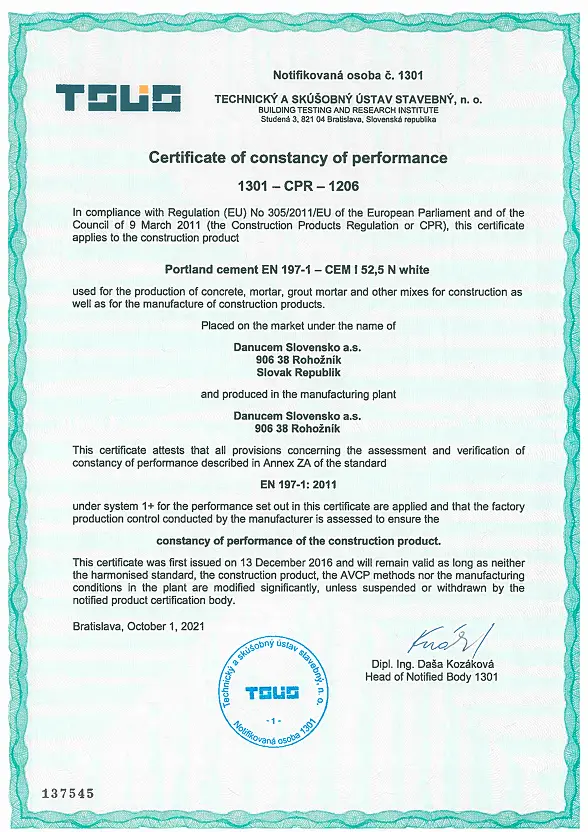 TSUS
Notifikovaná osoba č. 1301
TECHNICKÝ A SKÚŠOBNÝ ÚSTAV STAVEBNÝ, n. o.
BUILDING TESTING AND RESEARCH INSTITUTE
Studená 3, 821 04 Bratislava, Slovenská republika
Certificate of constancy of performance
1301 – CPR – 1206
In compliance with Regulation (EU) No 305/2011/EU of the European Parliament and of the
Council of 9 March 2011 (the Construction Products Regulation or CPR), this certificate
applies to the construction product
Portland cement EN 197-1 – CEM I 52,5 N white
used for the production of concrete, mortar, grout mortar and other mixes for construction as
well as for the manufacture of construction products.
Placed on the market under the name of
Danucem Slovensko a.s.
906 38 Rohožník
Slovak Republik
and produced in the manufacturing plant
Danucem Slovensko a.s.
906 38 Rohožník
This certificate attests that all provisions concerning the assessment and verification of
constancy of performance described in Annex ZA of the standard
EN 197-1: 2011
under system 1+ for the performance set out in this certificate are applied and that the factory
production control conducted by the manufacturer is assessed to ensure the
constancy of performance of the construction product.
This certificate was first issued on 13 December 2016 and will remain valid as long as neither
the harmonised standard, the construction product, the AVCP methods nor the manufacturing
conditions in the plant are modified significantly, unless suspended or withdrawn by the
notified product certification body.
Bratislava, October 1, 2021
Dipl. Ing. Daša Kozáková
Head of Notified Body 1301
Technický a skúšobný ústav stavebný, n. o.
TSUS
- 1 -
Notifikovaná osoba 1301
137545